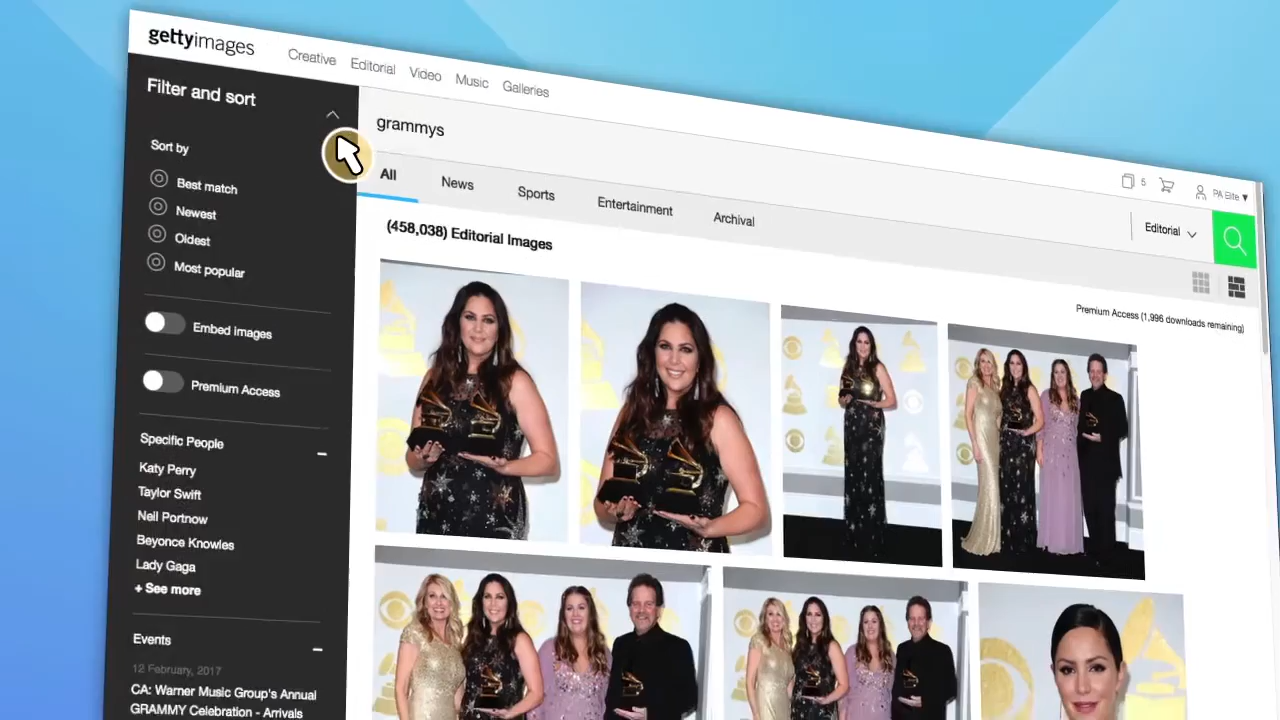 gettyimages
Creative
Editorial
Video
Music
Galleries
5
PA Elite
Filter and sort
grammys
Editorial
Sort by
Best match
Newest
Oldest
Most popular
All
News
Sports
Entertainment
Archival
(458,038) Editorial Images
Premium Access (1,996 downloads remaining)
Embed images
Premium Access
Specific People
Katy Perry
Taylor Swift
Neil Portnow
Beyonce Knowles
Lady Gaga
+ See more
Events
12 February, 2017
CA: Warner Music Group's Annual
GRAMMY Celebration - Arrivals